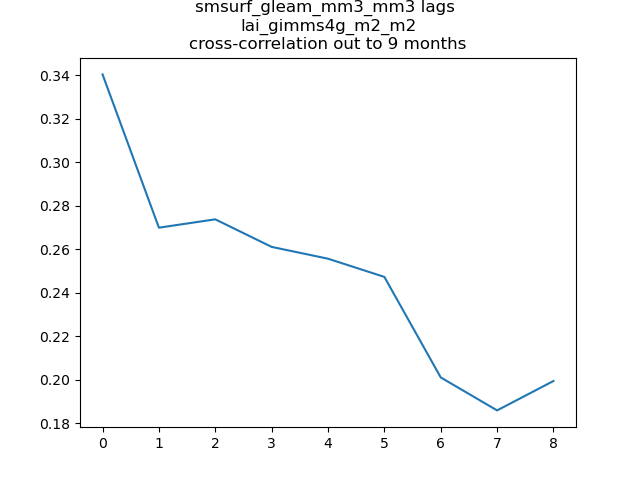 smsurf_gleam_mm3_mm3 lags
lai_gimms4g_m2_m2
cross-correlation out to 9 months
0.34
0.32
0.30
0.28
0.26
0.24
0.22
0.20
0.18
0 1 2 3 4 5 6 7 8